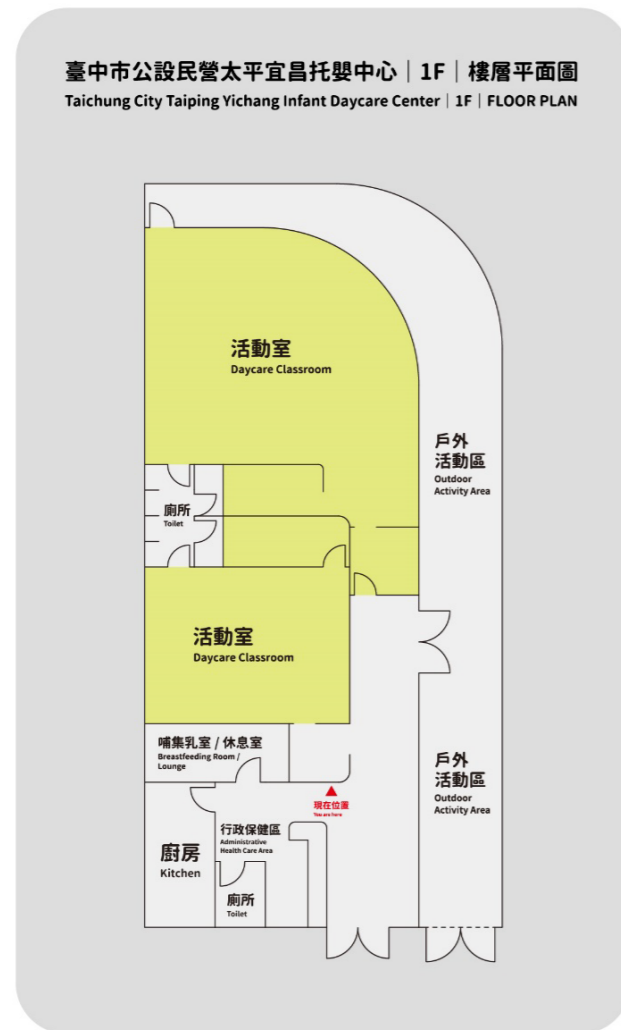 臺中市公設民營太平宜昌托嬰中心｜1F｜樓層平面圖
Taichung City Taiping Yichang Infant Daycare Center｜1F｜FLOOR PLAN
活動室
Daycare Classroom
戶外
活動區
Outdoor
Activity Area
廁所
Toilet
活動室
Daycare Classroom
哺集乳室 / 休息室
Breastfeeding Room /
Lounge
戶外
活動區
Outdoor
Activity Area
現在位置
You are here
行政保健區
Administrative
Health Care Area
廚房
Kitchen
廁所
Toilet